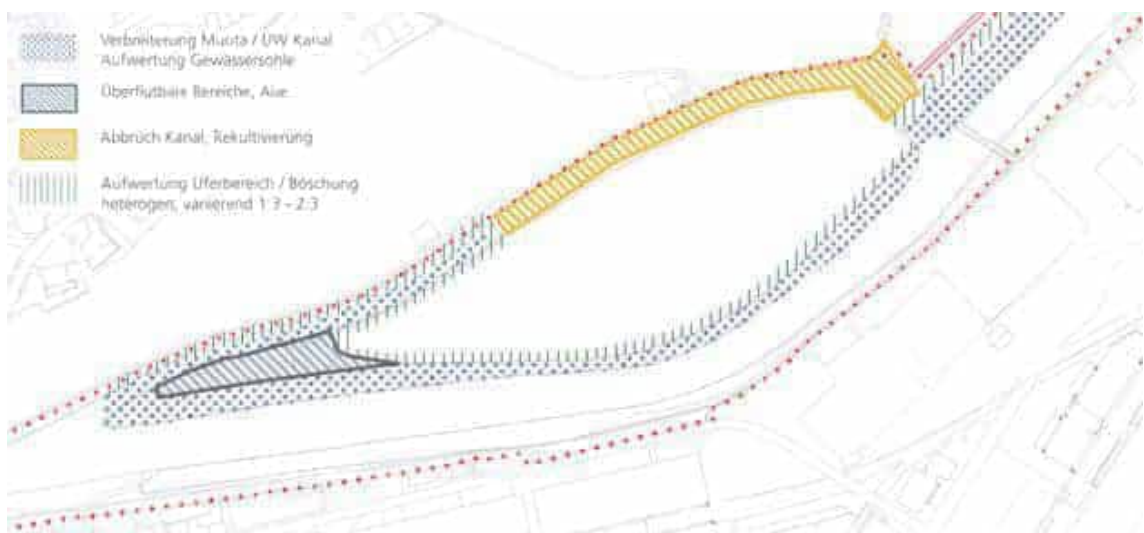 Verbreiterung Muota / UW Kanal
Aufwertung Gewässersohle
Überflutbare Bereiche, Aue
Abbruch Kanal, Rekultivierung
Aufwertung Uferbereich / Böschung
heterogen, variierend 1:3 - 2:3